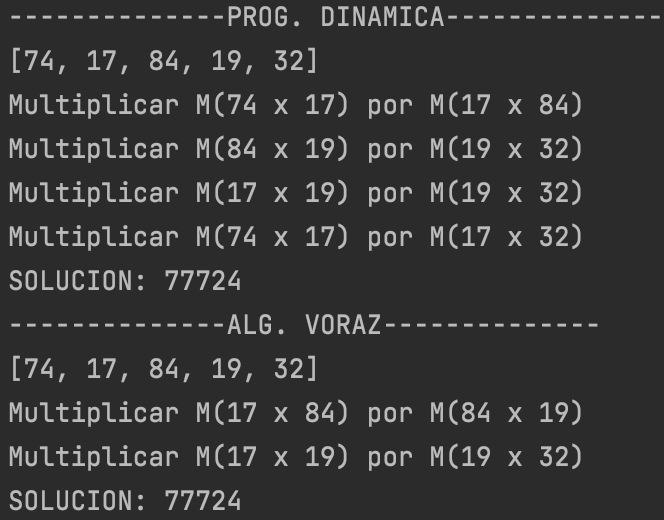 --------------PROG. DINAMICA--------------
[74, 17, 84, 19, 32]
Multiplicar M(74 x 17) por M(17 x 84)
Multiplicar M(84 x 19) por M(19 x 32)
Multiplicar M(17 x 19) por M(19 x 32)
Multiplicar M(74 x 17) por M(17 x 32)
SOLUCION: 77724
--------------ALG. VORAZ--------------
[74, 17, 84, 19, 32]
Multiplicar M(17 x 84) por M(84 x 19)
Multiplicar M(17 x 19) por M(19 x 32)
SOLUCION: 77724